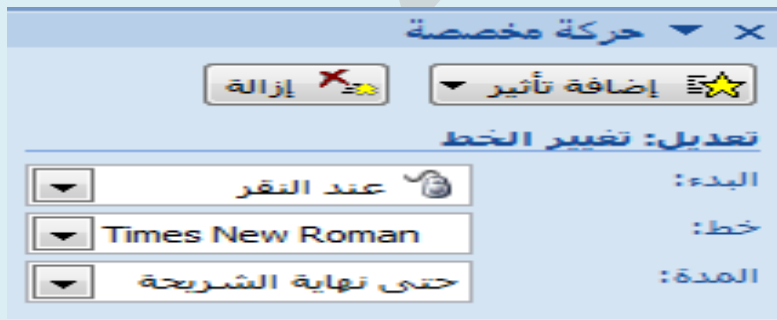 حركة مخصصة
إضافة تأثير إزالة
تعديل: تغيير الخط
البدء: عند النقر
خط: Times New Roman
المدة: حتى نهاية الشريحة